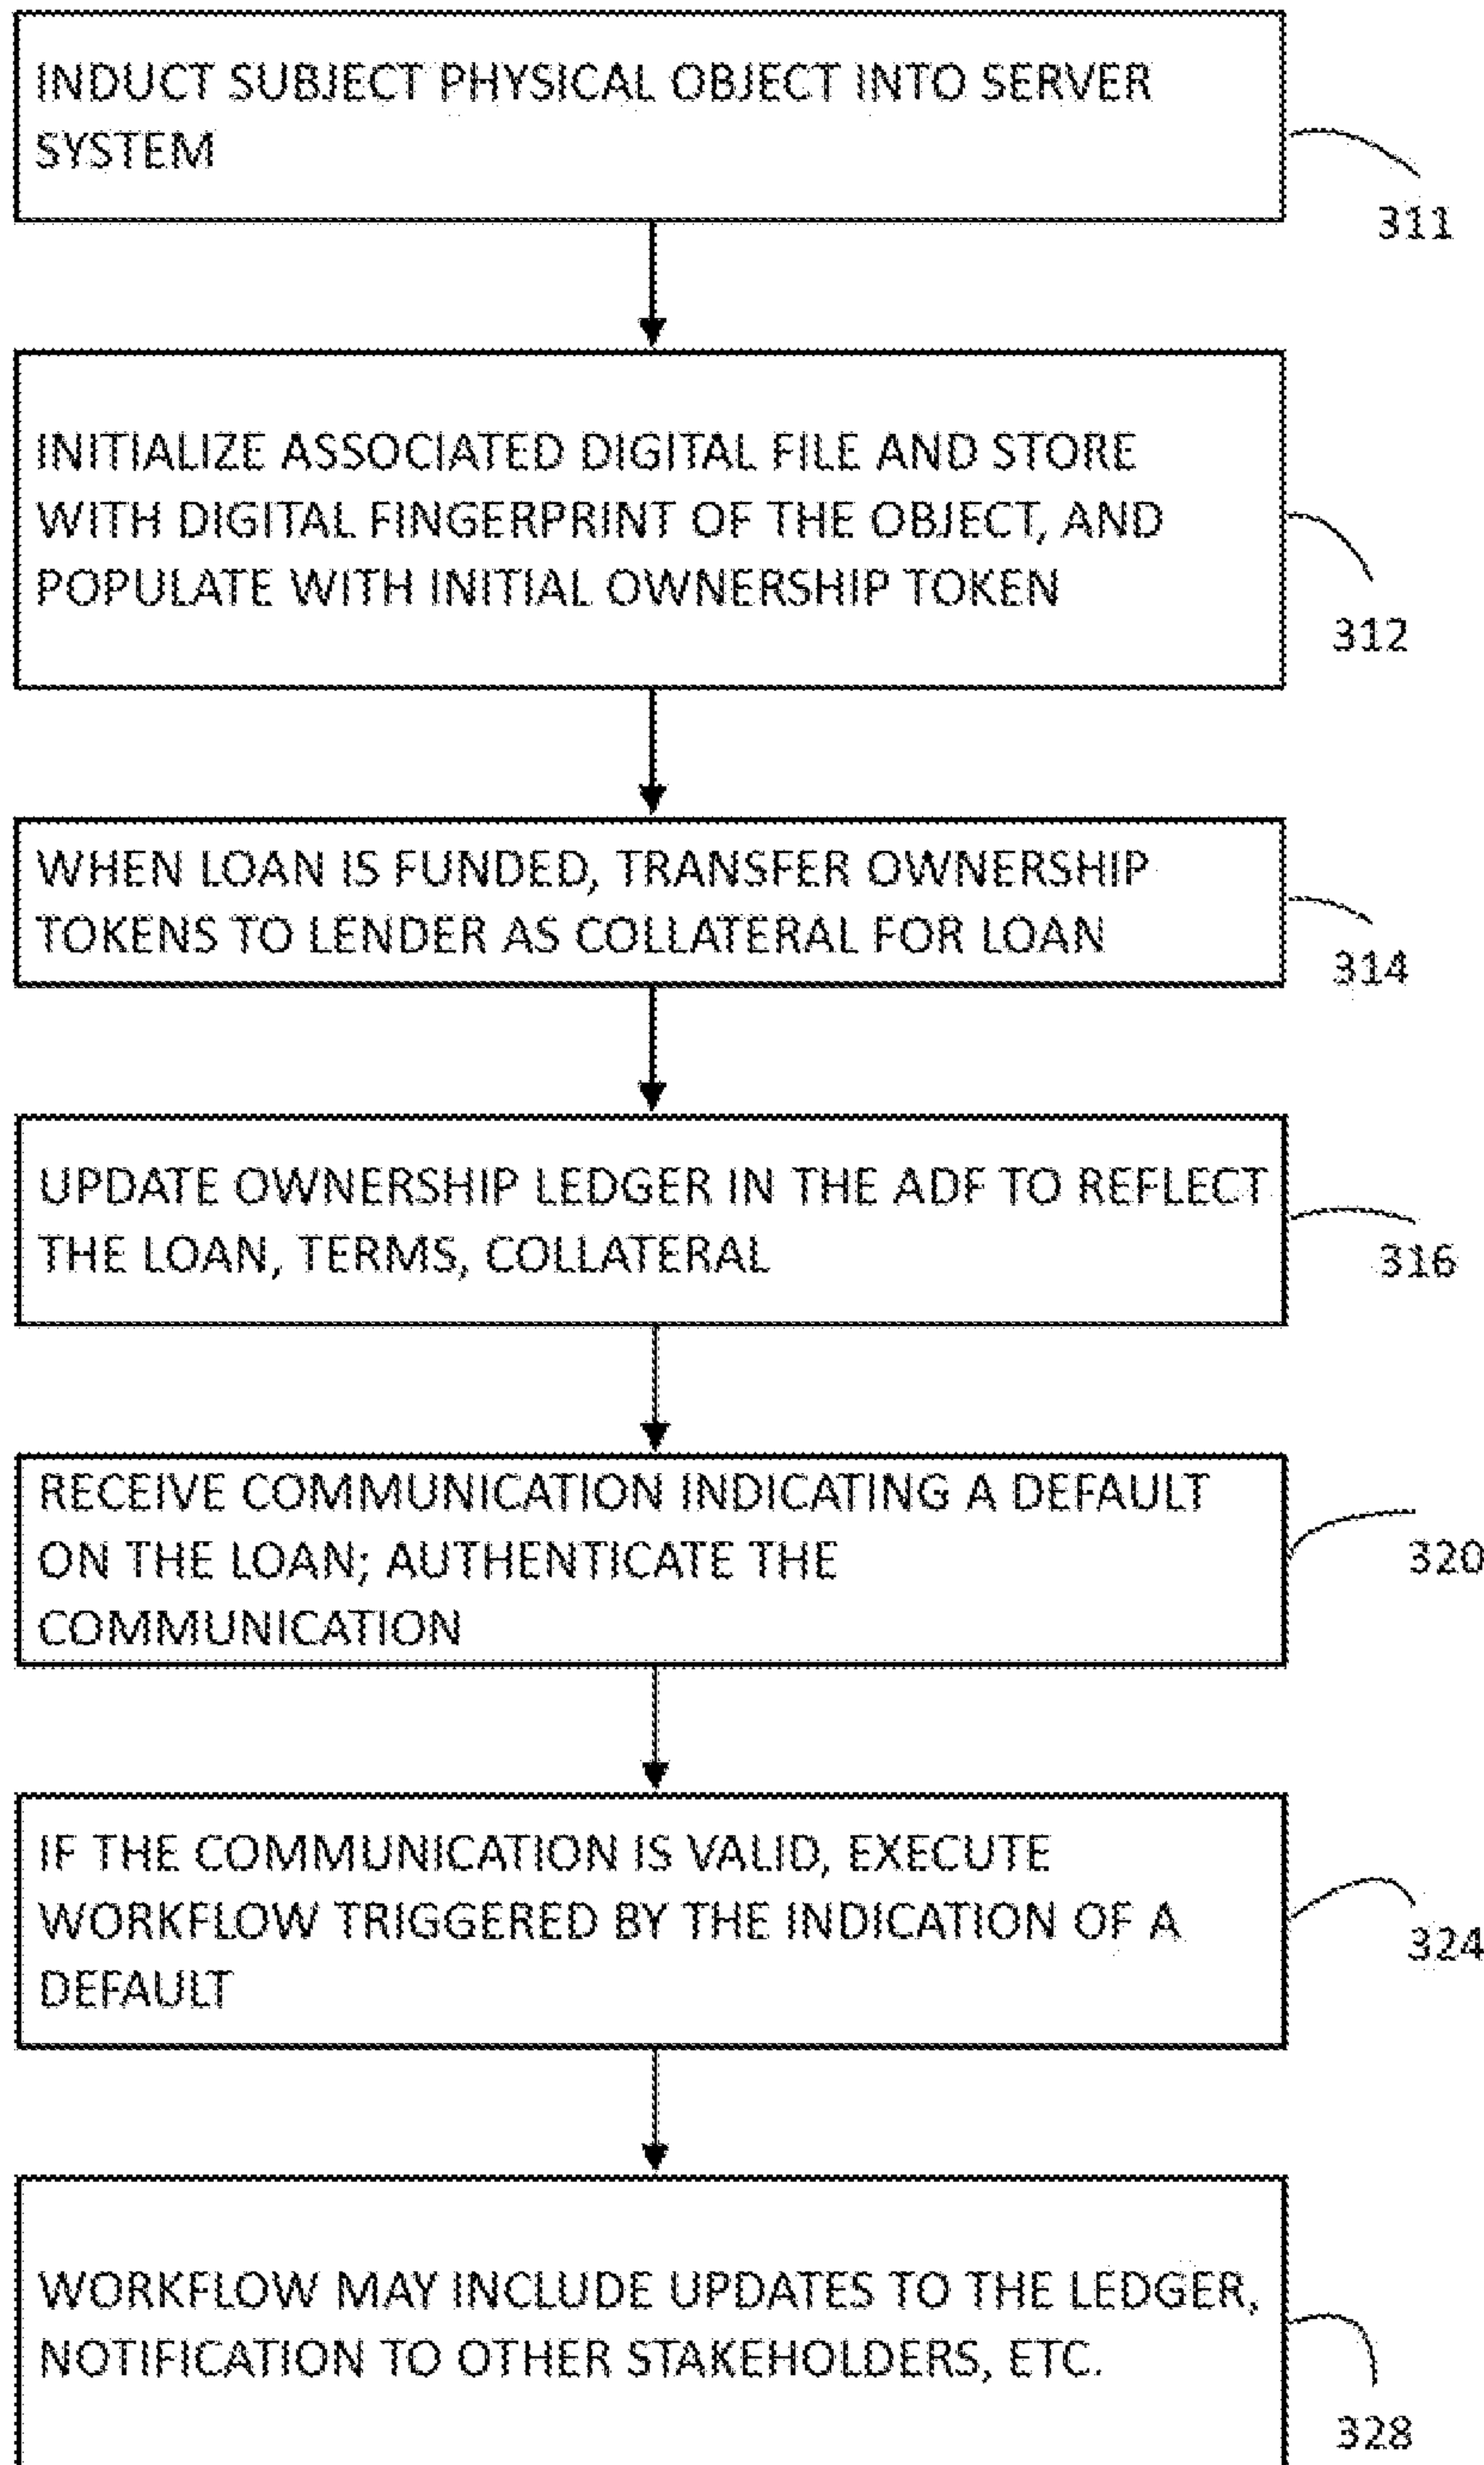 INDUCT SUBJECT PHYSICAL OBJECT INTO SERVER
SYSTEM
311
INITIALIZE ASSOCIATED DIGITAL FILE AND STORE
WITH DIGITAL FINGERPRINT OF THE OBJECT, AND
POPULATE WITH INITIAL OWNERSHIP TOKEN
312
WHEN LOAN IS FUNDED, TRANSFER OWNERSHIP
TOKENS TO LENDER AS COLLATERAL FOR LOAN
314
UPDATE OWNERSHIP LEDGER IN THE ADF TO REFLECT
THE LOAN, TERMS, COLLATERAL
316
RECEIVE COMMUNICATION INDICATING A DEFAULT
ON THE LOAN; AUTHENTICATE THE
COMMUNICATION
320
IF THE COMMUNICATION IS VALID, EXECUTE
WORKFLOW TRIGGERED BY THE INDICATION OF A
DEFAULT
324
WORKFLOW MAY INCLUDE UPDATES TO THE LEDGER,
NOTIFICATION TO OTHER STAKEHOLDERS, ETC.
328